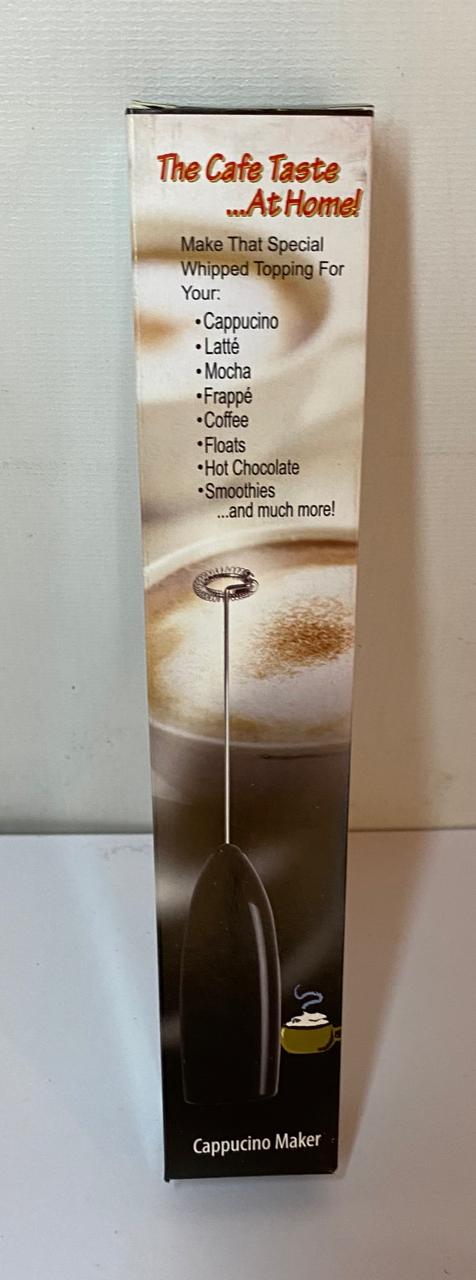 The Cafe Taste
...At Home!
Make That Special
Whipped Topping For
Your:
•Cappucino
•Latté
•Mocha
•Frappé
•Coffee
•Floats
•Hot Chocolate
•Smoothies
...and much more!
Cappucino Maker